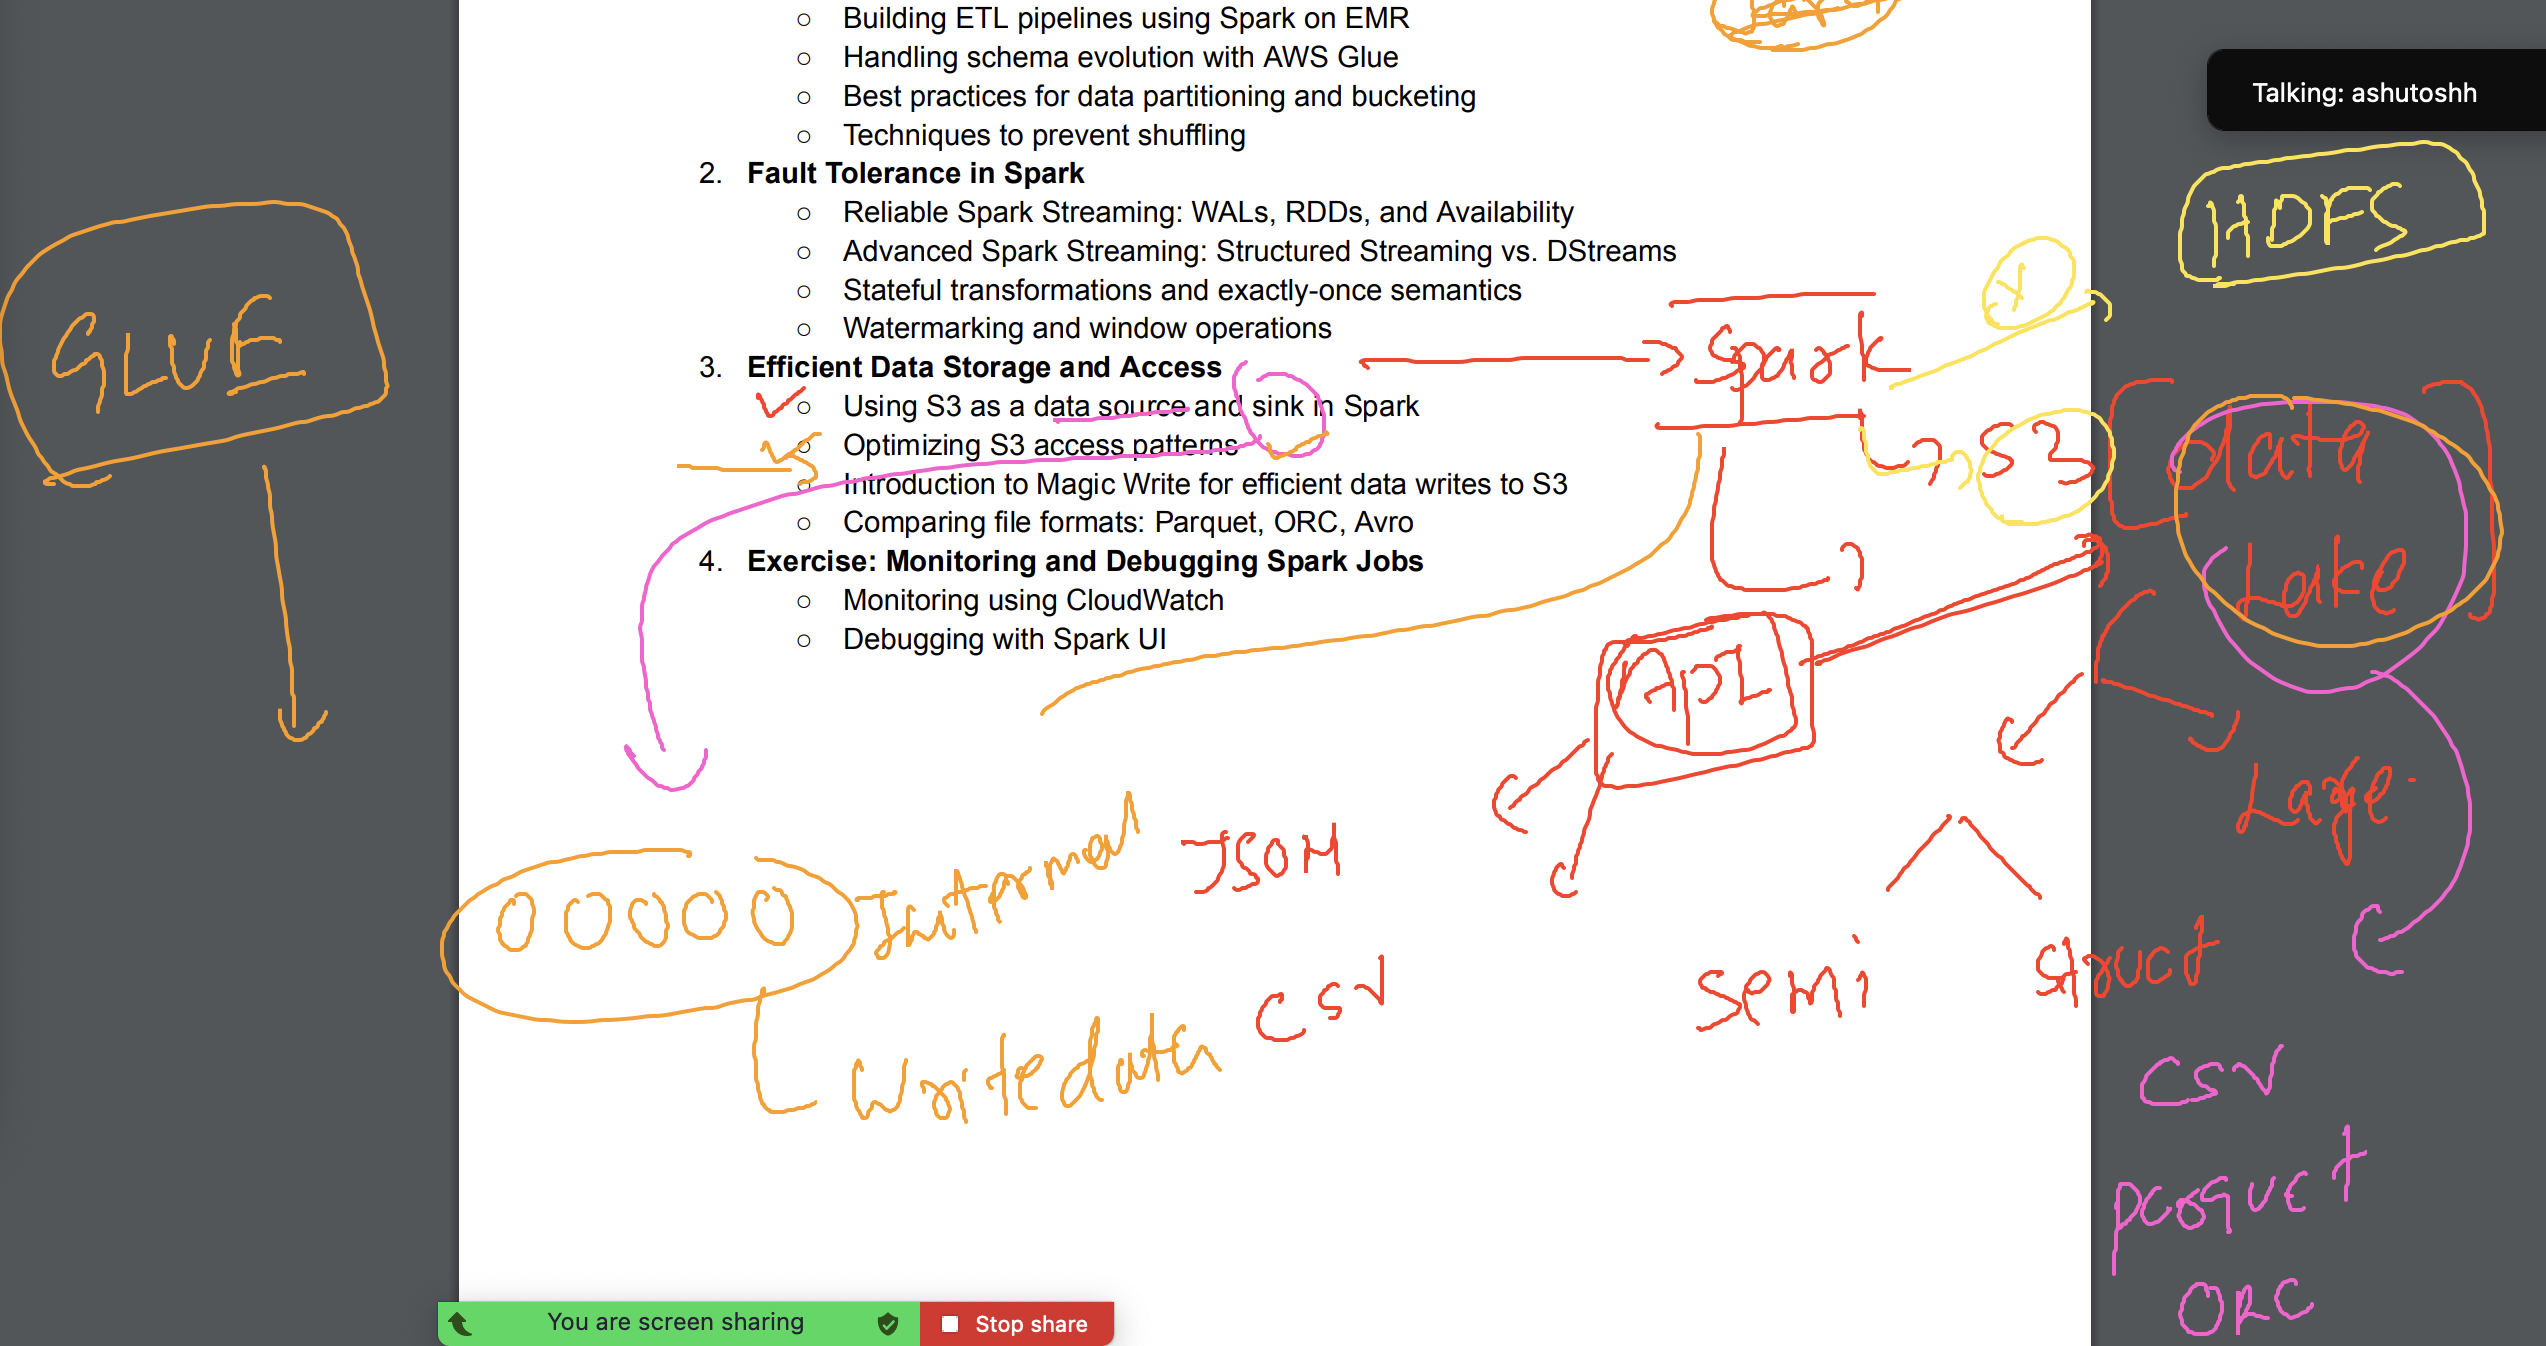 ○ Building ETL pipelines using Spark on EMR
○ Handling schema evolution with AWS Glue
○ Best practices for data partitioning and bucketing
○ Techniques to prevent shuffling
2. Fault Tolerance in Spark
○ Reliable Spark Streaming: WALs, RDDs, and Availability
○ Advanced Spark Streaming: Structured Streaming vs. DStreams
○ Stateful transformations and exactly-once semantics
○ Watermarking and window operations
3. Efficient Data Storage and Access
○ Using S3 as a data source and sink in Spark
○ Optimizing S3 access patterns
○ Introduction to Magic Write for efficient data writes to S3
○ Comparing file formats: Parquet, ORC, Avro
4. Exercise: Monitoring and Debugging Spark Jobs
○ Monitoring using CloudWatch
○ Debugging with Spark UI
Talking: ashutoshh
HDFS
GLUE
Spark
S3
data
Lake
API
Large
JSON
CSV
Write data
Semi
Struct
CSV
ORC
You are screen sharing
Stop share